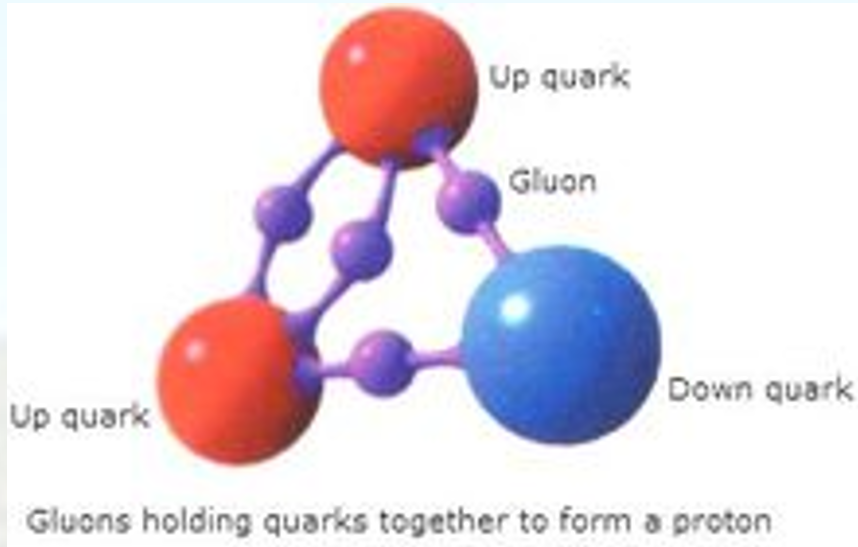 Up quark
Gluon
Down quark
Up quark
Gluons holding quarks together to form a proton